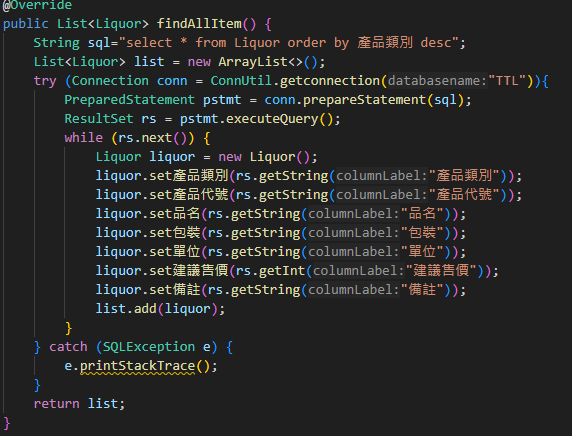 @Override
public List<Liquor> findAllItem() {
    String sql="select * from Liquor order by 產品類別 desc";
    List<Liquor> list = new ArrayList<>();
    try (Connection conn = ConnUtil.getconnection(databasename:"TTL")){
        PreparedStatement pstmt = conn.prepareStatement(sql);
        ResultSet rs = pstmt.executeQuery();
        while (rs.next()) {
            Liquor liquor = new Liquor();
            liquor.set產品類別(rs.getString(columnLabel:"產品類別"));
            liquor.set產品代號(rs.getString(columnLabel:"產品代號"));
            liquor.set品名(rs.getString(columnLabel:"品名"));
            liquor.set包裝(rs.getString(columnLabel:"包裝"));
            liquor.set單位(rs.getString(columnLabel:"單位"));
            liquor.set建議售價(rs.getInt(columnLabel:"建議售價"));
            liquor.set備註(rs.getString(columnLabel:"備註"));
            list.add(liquor);
        }
    } catch (SQLException e) {
        e.printStackTrace();
    }
    return list;
}